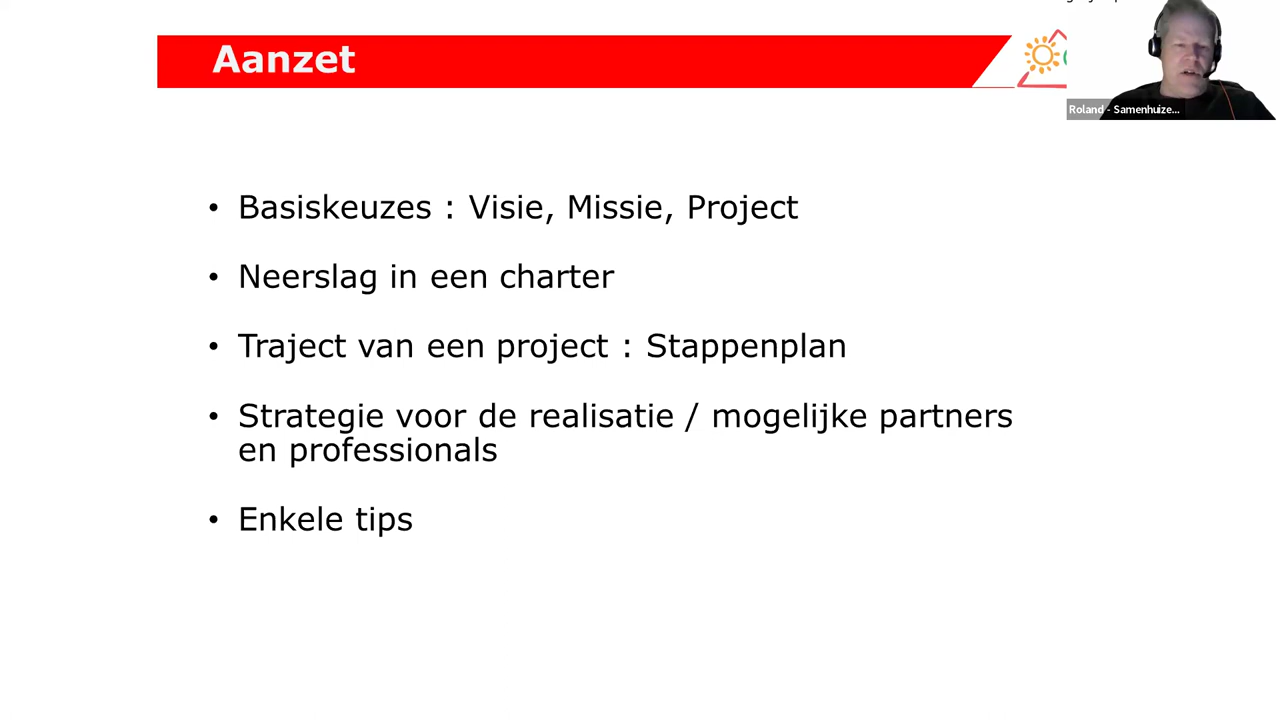 Aanzet
Roland - Samenhuize...
• Basiskeuzes : Visie, Missie, Project
• Neerslag in een charter
• Traject van een project : Stappenplan
• Strategie voor de realisatie / mogelijke partners
en professionals
• Enkele tips